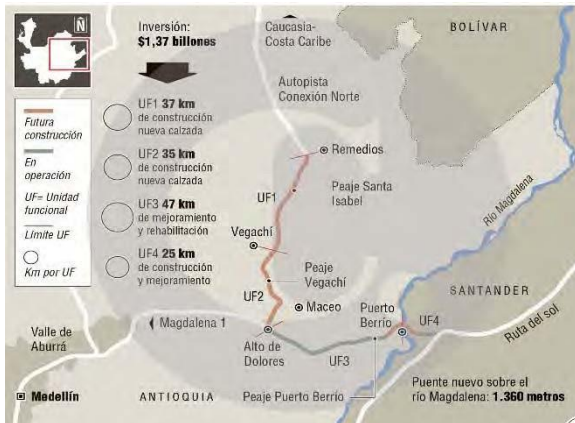 Ñ
Inversión:
$1,37 billones
UF1 37 km
de construcción
nueva calzada
UF2 35 km
de construcción
nueva calzada
UF3 47 km
de mejoramiento
y rehabilitación
UF4 25 km
de construcción
y mejoramiento
Futura
construcción
En
operación
UF= Unidad
funcional
Límite UF
Km por UF
Caucasia-
Costa Caribe
Autopista
Conexión Norte
BOLÍVAR
Remedios
UF1
Peaje Santa
Isabel
Río Magdalena
Vegachí
Peaje
Vegachí
UF2
Maceo
Puerto
Berrío
SANTANDER
UF4
Ruta del sol
Magdalena 1
Valle de
Aburrá
Alto de
Dolores
UF3
Medellín
ANTIOQUIA
Peaje Puerto Berrío
Puente nuevo sobre el
río Magdalena: 1.360 metros